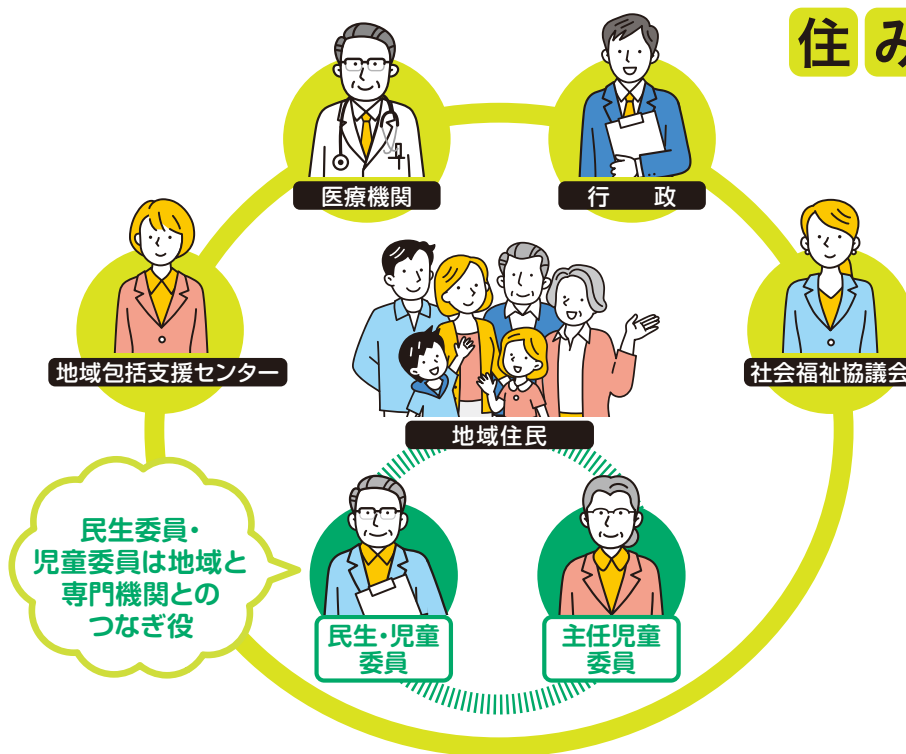 住み
医療機関
行 政
地域包括支援センター
社会福祉協議会
地域住民
民生委員・
児童委員は地域と
専門機関との
つなぎ役
民生・児童
委員
主任児童
委員